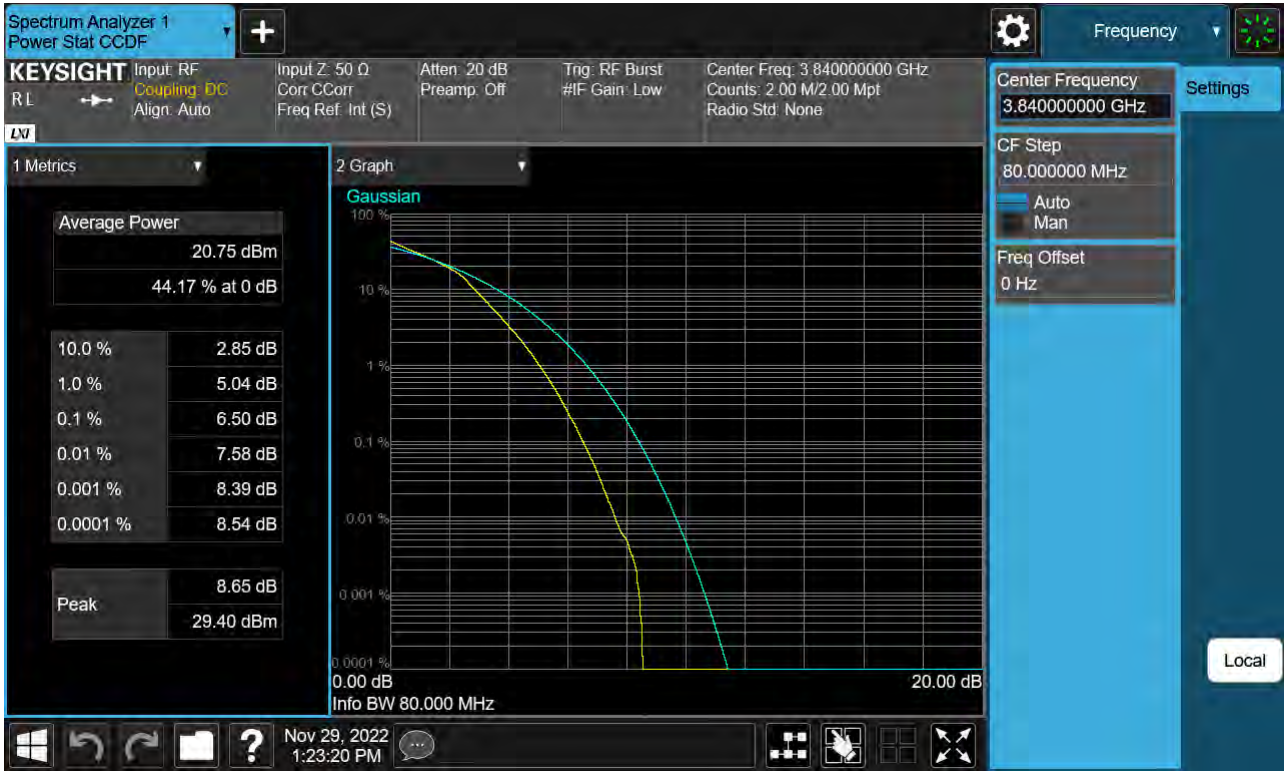 Spectrum Analyzer 1
Power Stat CCDF
+
Frequency
KEYSIGHT
RL
LXI
Input: RF
Coupling: DC
Align: Auto
Input Z: 50 Ω
Corr CCorr
Freq Ref: Int (S)
Atten: 20 dB
Preamp: Off
Trig: RF Burst
#IF Gain: Low
Center Freq: 3.840000000 GHz
Counts: 2.00 M/2.00 Mpt
Radio Std: None
Center Frequency
3.840000000 GHz
Settings
CF Step
80.000000 MHz
Auto
Man
Freq Offset
0 Hz
1 Metrics
Average Power
20.75 dBm
44.17 % at 0 dB
10.0 % 2.85 dB
1.0 % 5.04 dB
0.1 % 6.50 dB
0.01 % 7.58 dB
0.001 % 8.39 dB
0.0001 % 8.54 dB
Peak
8.65 dB
29.40 dBm
2 Graph
Gaussian
100 %
10 %
1 %
0.1 %
0.01 %
0.001 %
0.0001 %
0.00 dB 20.00 dB
Info BW 80.000 MHz
Local
?
Nov 29, 2022
1:23:20 PM